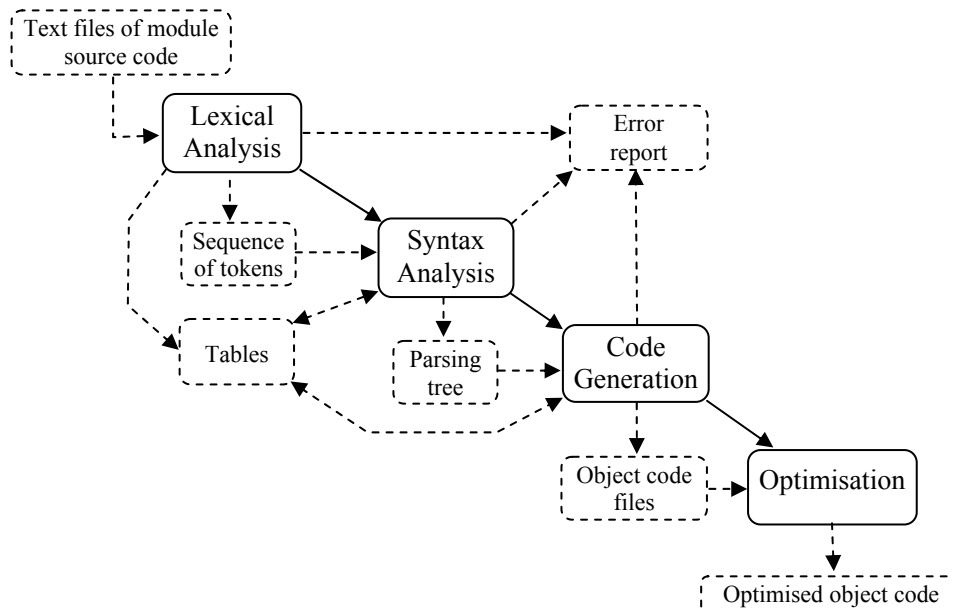 Text files of module
source code
Lexical
Analysis
Error
report
Sequence
of tokens
Syntax
Analysis
Tables
Parsing
tree
Code
Generation
Object code
files
Optimisation
Optimised object code